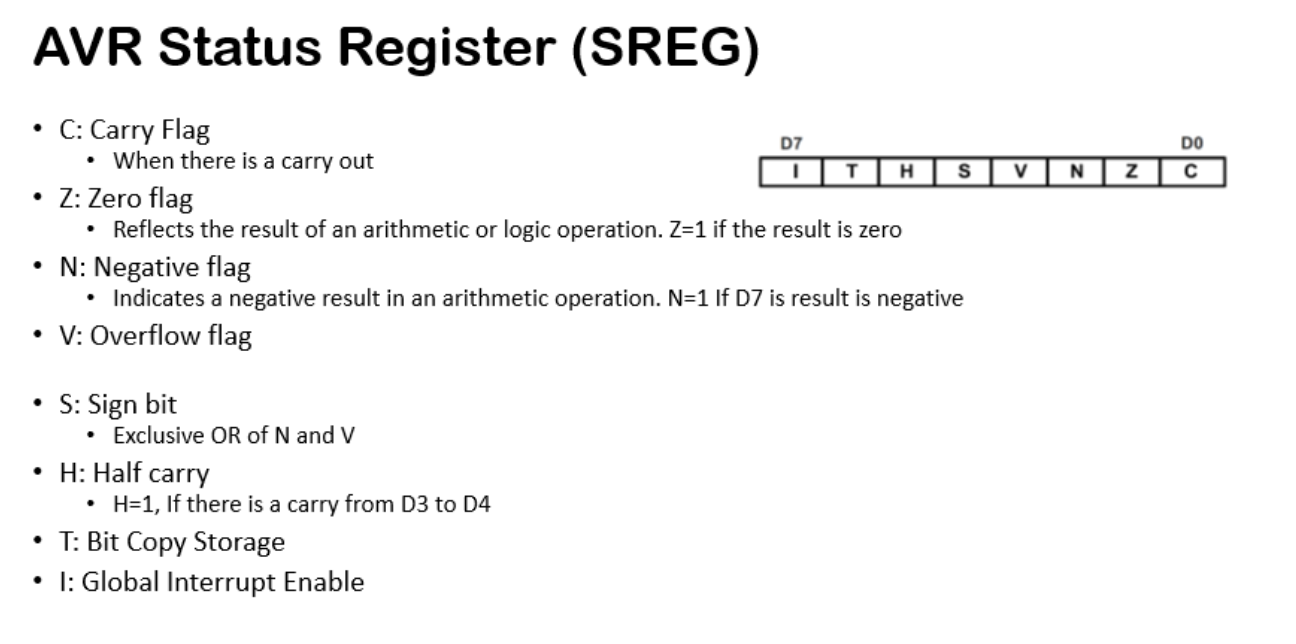 AVR Status Register (SREG)
• C: Carry Flag
• When there is a carry out
D7 D0
I T H S V N Z C
• Z: Zero flag
• Reflects the result of an arithmetic or logic operation. Z=1 if the result is zero
• N: Negative flag
• Indicates a negative result in an arithmetic operation. N=1 If D7 is result is negative
• V: Overflow flag
• S: Sign bit
• Exclusive OR of N and V
• H: Half carry
• H=1, If there is a carry from D3 to D4
• T: Bit Copy Storage
• I: Global Interrupt Enable